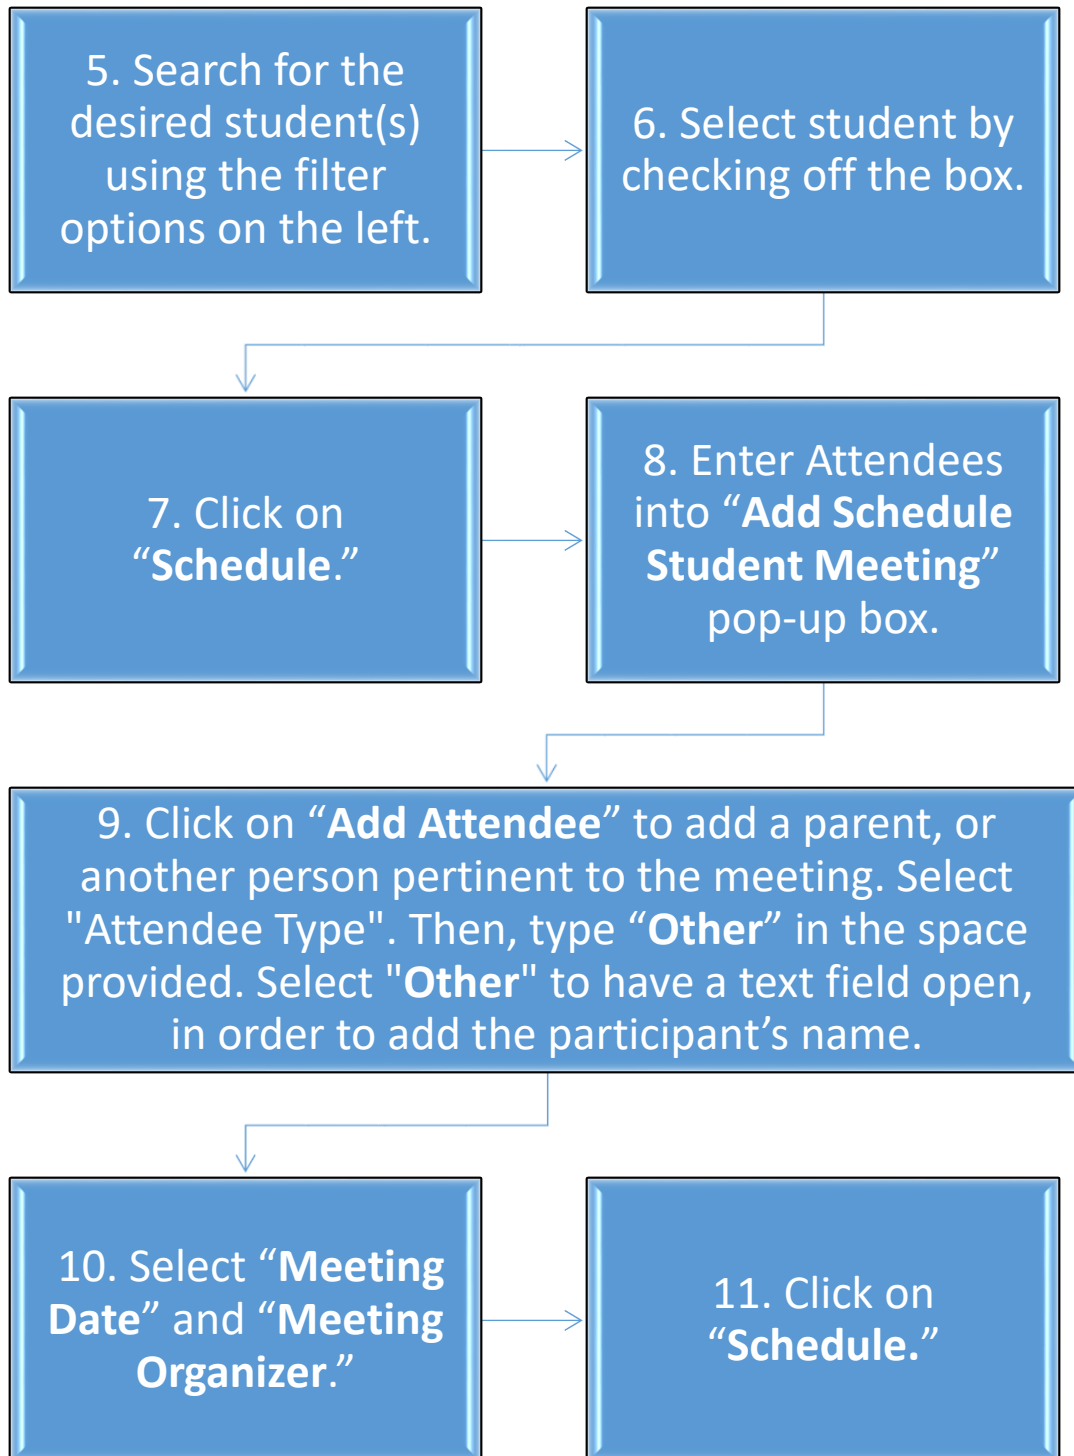 5. Search for the
desired student(s)
using the filter
options on the left.
6. Select student by
checking off the box.
7. Click on
“Schedule.”
8. Enter Attendees
into “Add Schedule
Student Meeting”
pop-up box.
9. Click on “Add Attendee” to add a parent, or
another person pertinent to the meeting. Select
"Attendee Type". Then, type “Other” in the space
provided. Select "Other" to have a text field open,
in order to add the participant’s name.
10. Select “Meeting
Date” and “Meeting
Organizer.”
11. Click on
“Schedule.”